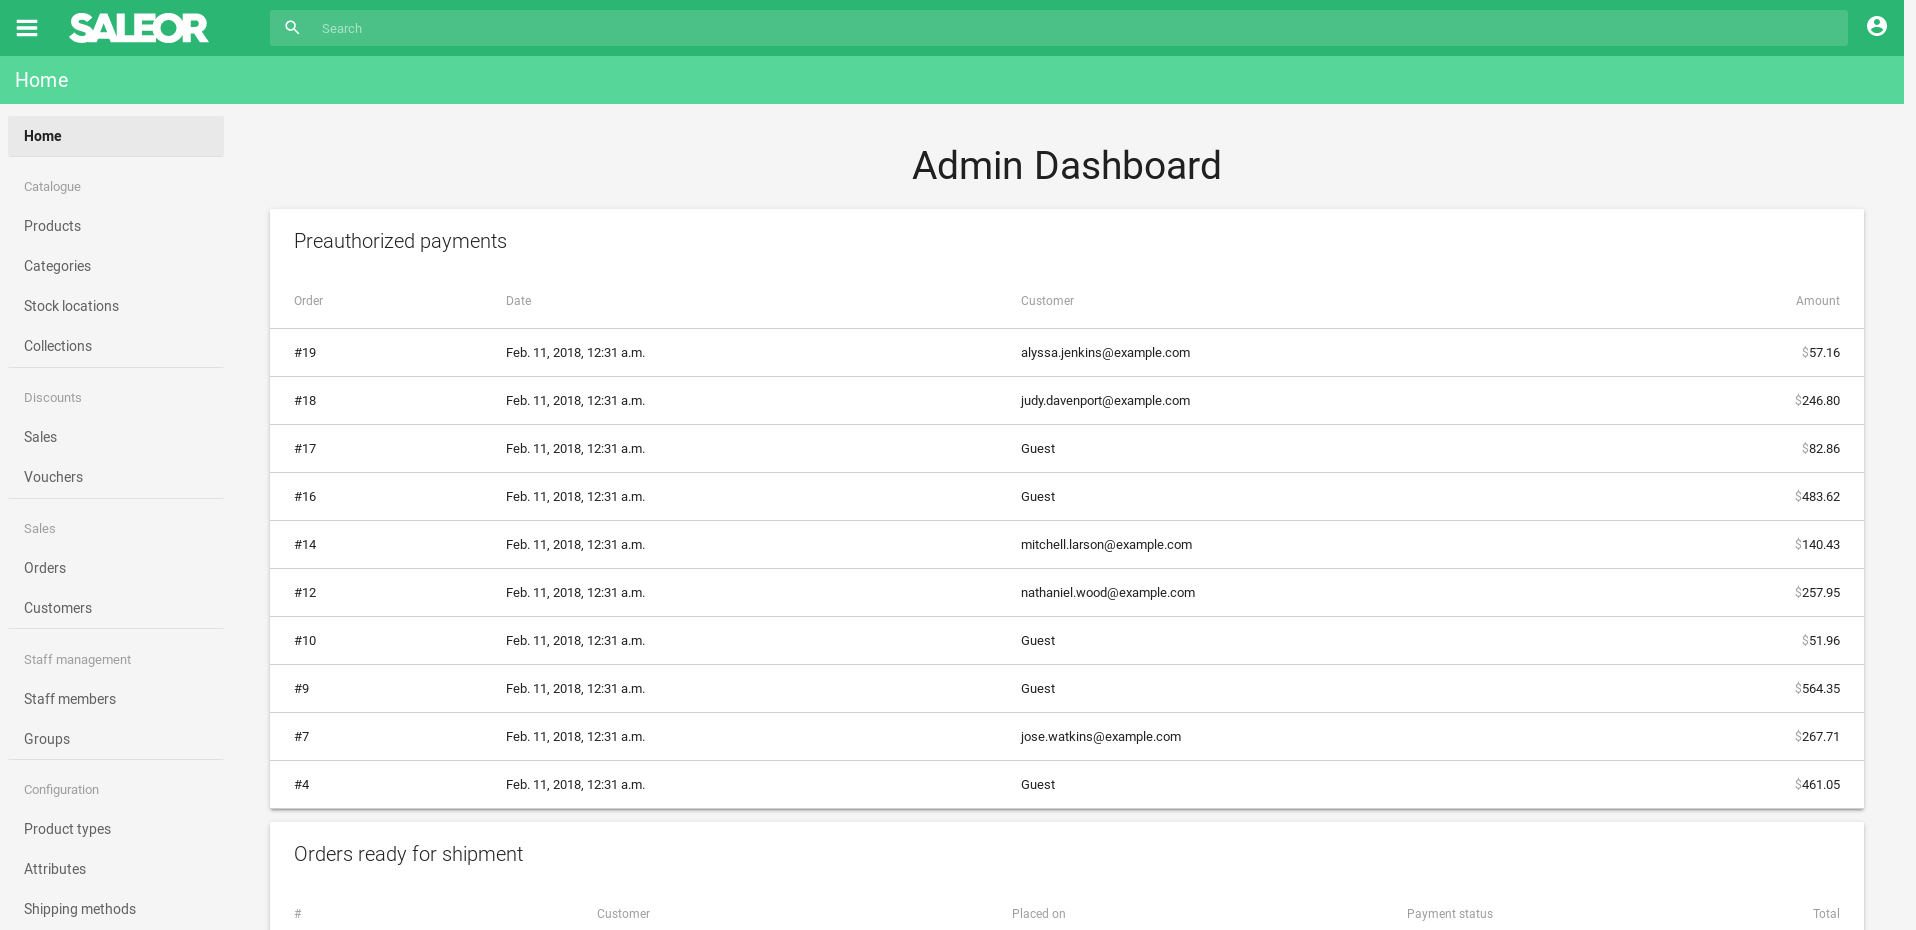 SALEOR
Search
Home
Home
Catalogue
Products
Categories
Stock locations
Collections
Discounts
Sales
Vouchers
Sales
Orders
Customers
Staff management
Staff members
Groups
Configuration
Product types
Attributes
Shipping methods
Admin Dashboard
Preauthorized payments
Order Date Customer Amount
#19 Feb. 11, 2018, 12:31 a.m. alyssa.jenkins@example.com $57.16
#18 Feb. 11, 2018, 12:31 a.m. judy.davenport@example.com $246.80
#17 Feb. 11, 2018, 12:31 a.m. Guest $82.86
#16 Feb. 11, 2018, 12:31 a.m. Guest $483.62
#14 Feb. 11, 2018, 12:31 a.m. mitchell.larson@example.com $140.43
#12 Feb. 11, 2018, 12:31 a.m. nathaniel.wood@example.com $257.95
#10 Feb. 11, 2018, 12:31 a.m. Guest $51.96
#9 Feb. 11, 2018, 12:31 a.m. Guest $564.35
#7 Feb. 11, 2018, 12:31 a.m. jose.watkins@example.com $267.71
#4 Feb. 11, 2018, 12:31 a.m. Guest $461.05
Orders ready for shipment
# Customer Placed on Payment status Total